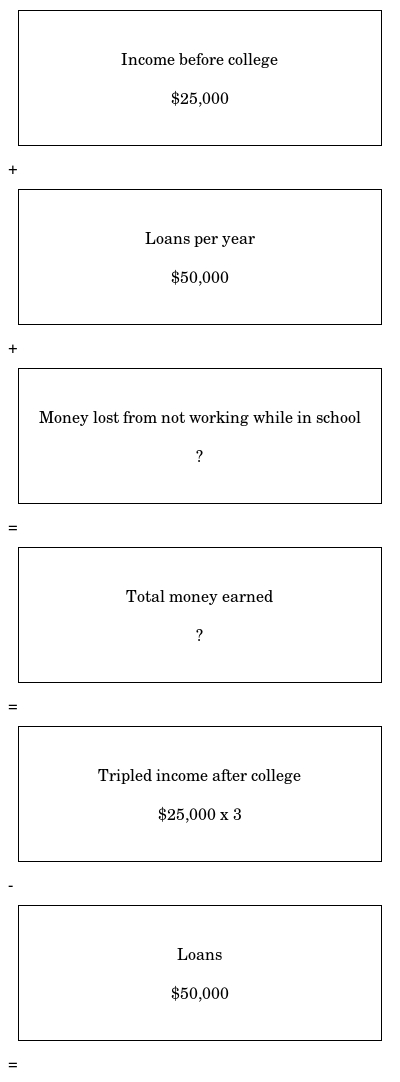 Income before college
$25,000
+
Loans per year
$50,000
+
Money lost from not working while in school
?
=
Total money earned
?
=
Tripled income after college
$25,000 x 3
-
Loans
$50,000
=